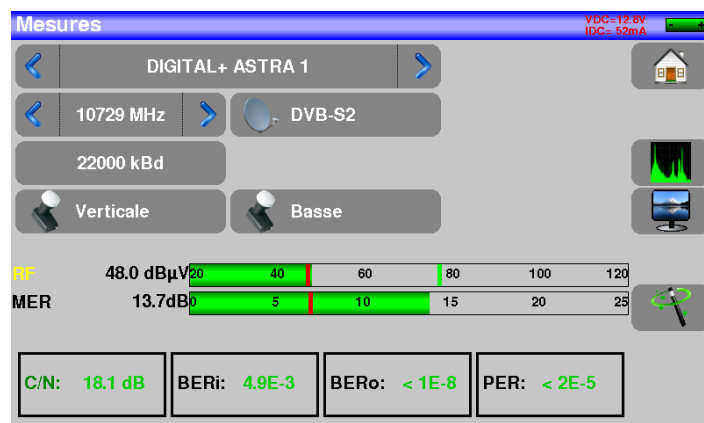 Mesures
VDC=12.8V
IDC= 52mA
- +
DIGITAL+ ASTRA 1
10729 MHz
DVB-S2
22000 kBd
Verticale
Basse
RF 48.0 dBµV 20 40 60 80 100 120
MER 13.7dB 0 5 10 15 20 25
C/N: 18.1 dB BERi: 4.9E-3 BERo: < 1E-8 PER: < 2E-5